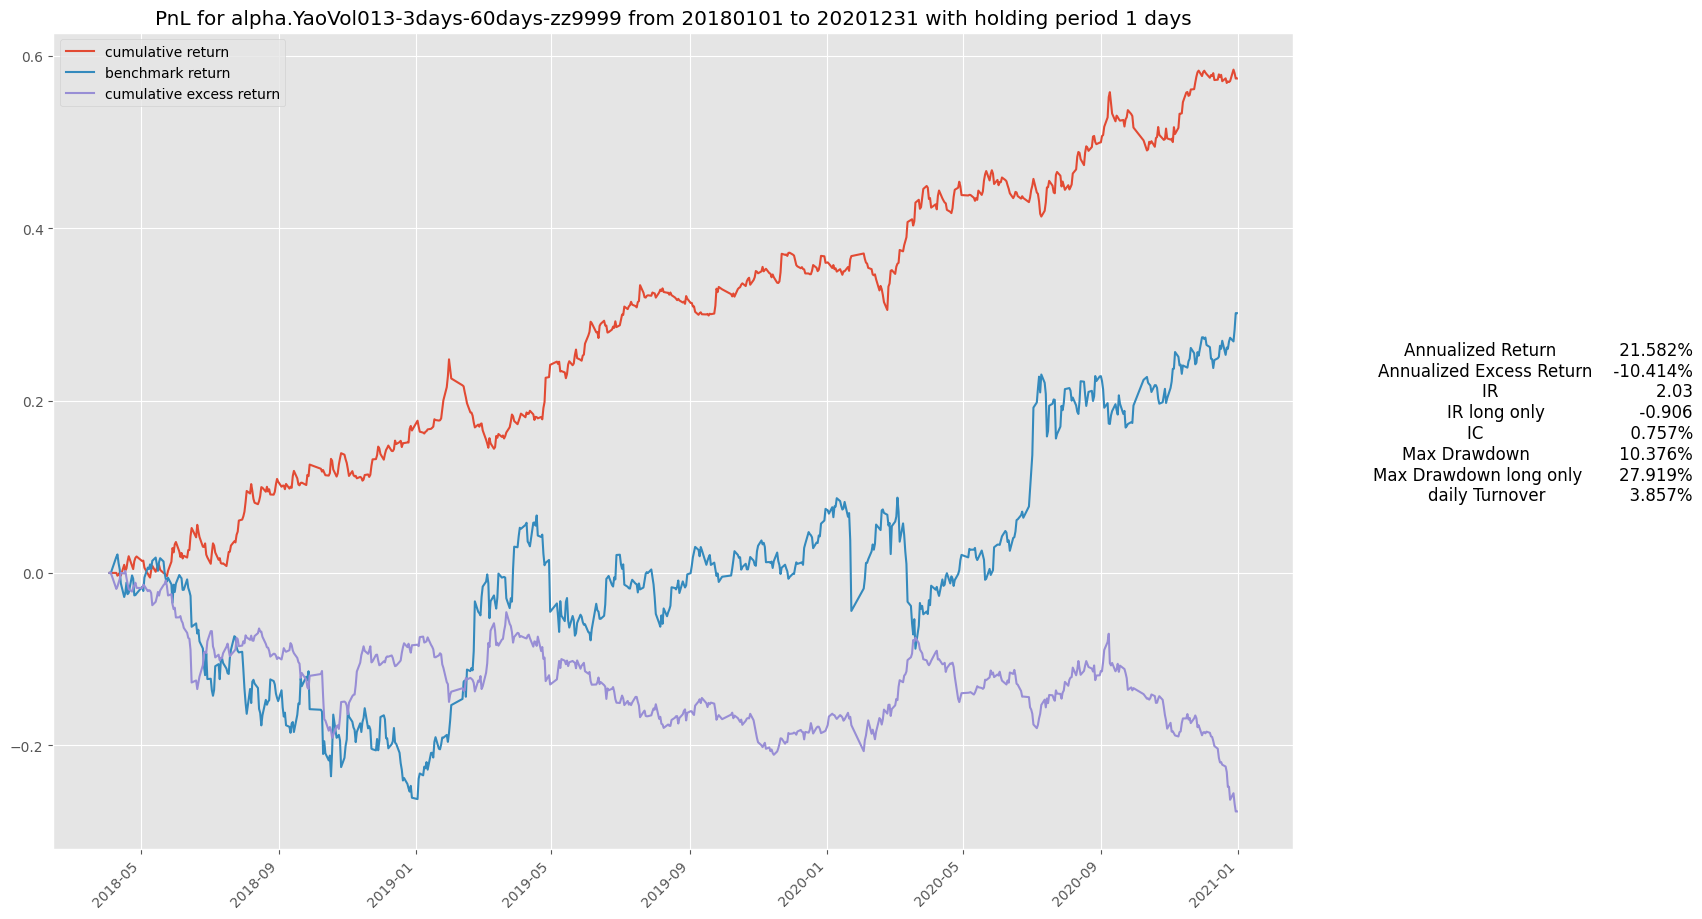 PnL for alpha.YaoVol013-3days-60days-zz9999 from 20180101 to 20201231 with holding period 1 days
cumulative return
benchmark return
cumulative excess return
0.6
0.4
0.2
0.0
−0.2
2018-05
2018-09
2019-01
2019-05
2019-09
2020-01
2020-05
2020-09
2021-01
Annualized Return 21.582%
Annualized Excess Return -10.414%
IR 2.03
IR long only -0.906
IC 0.757%
Max Drawdown 10.376%
Max Drawdown long only 27.919%
daily Turnover 3.857%